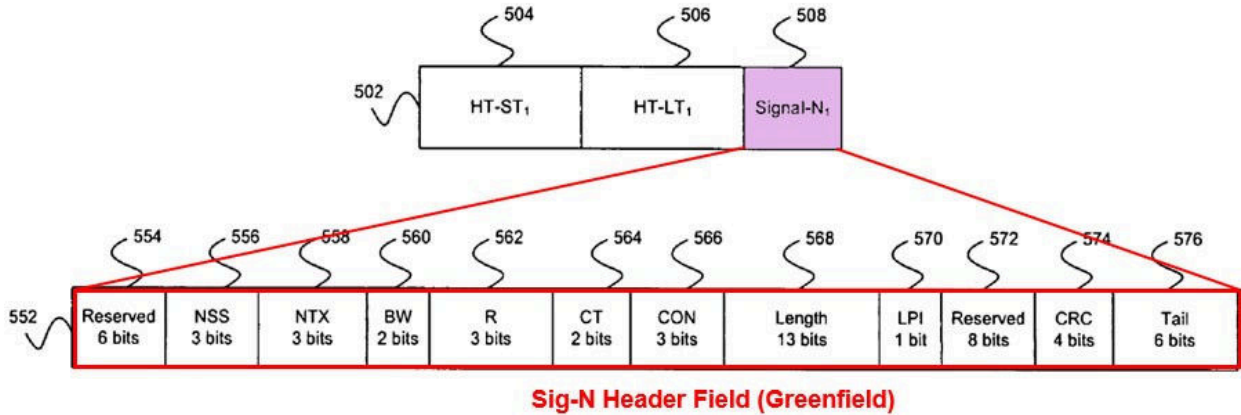 504 506 508
502 HT-ST₁ HT-LT₁ Signal-N₁
554 556 558 560 562 564 566 568 570 572 574 576
552 Reserved NSS NTX BW R CT CON Length LPI Reserved CRC Tail
6 bits 3 bits 3 bits 2 bits 3 bits 2 bits 3 bits 13 bits 1 bit 8 bits 4 bits 6 bits
Sig-N Header Field (Greenfield)